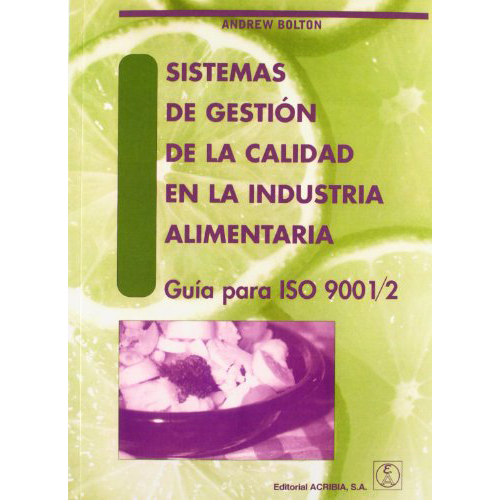 ANDREW BOLTON
SISTEMAS
DE GESTIÓN
DE LA CALIDAD
EN LA INDUSTRIA
ALIMENTARIA
Guía para ISO 9001/2
Editorial ACRIBIA, S.A.